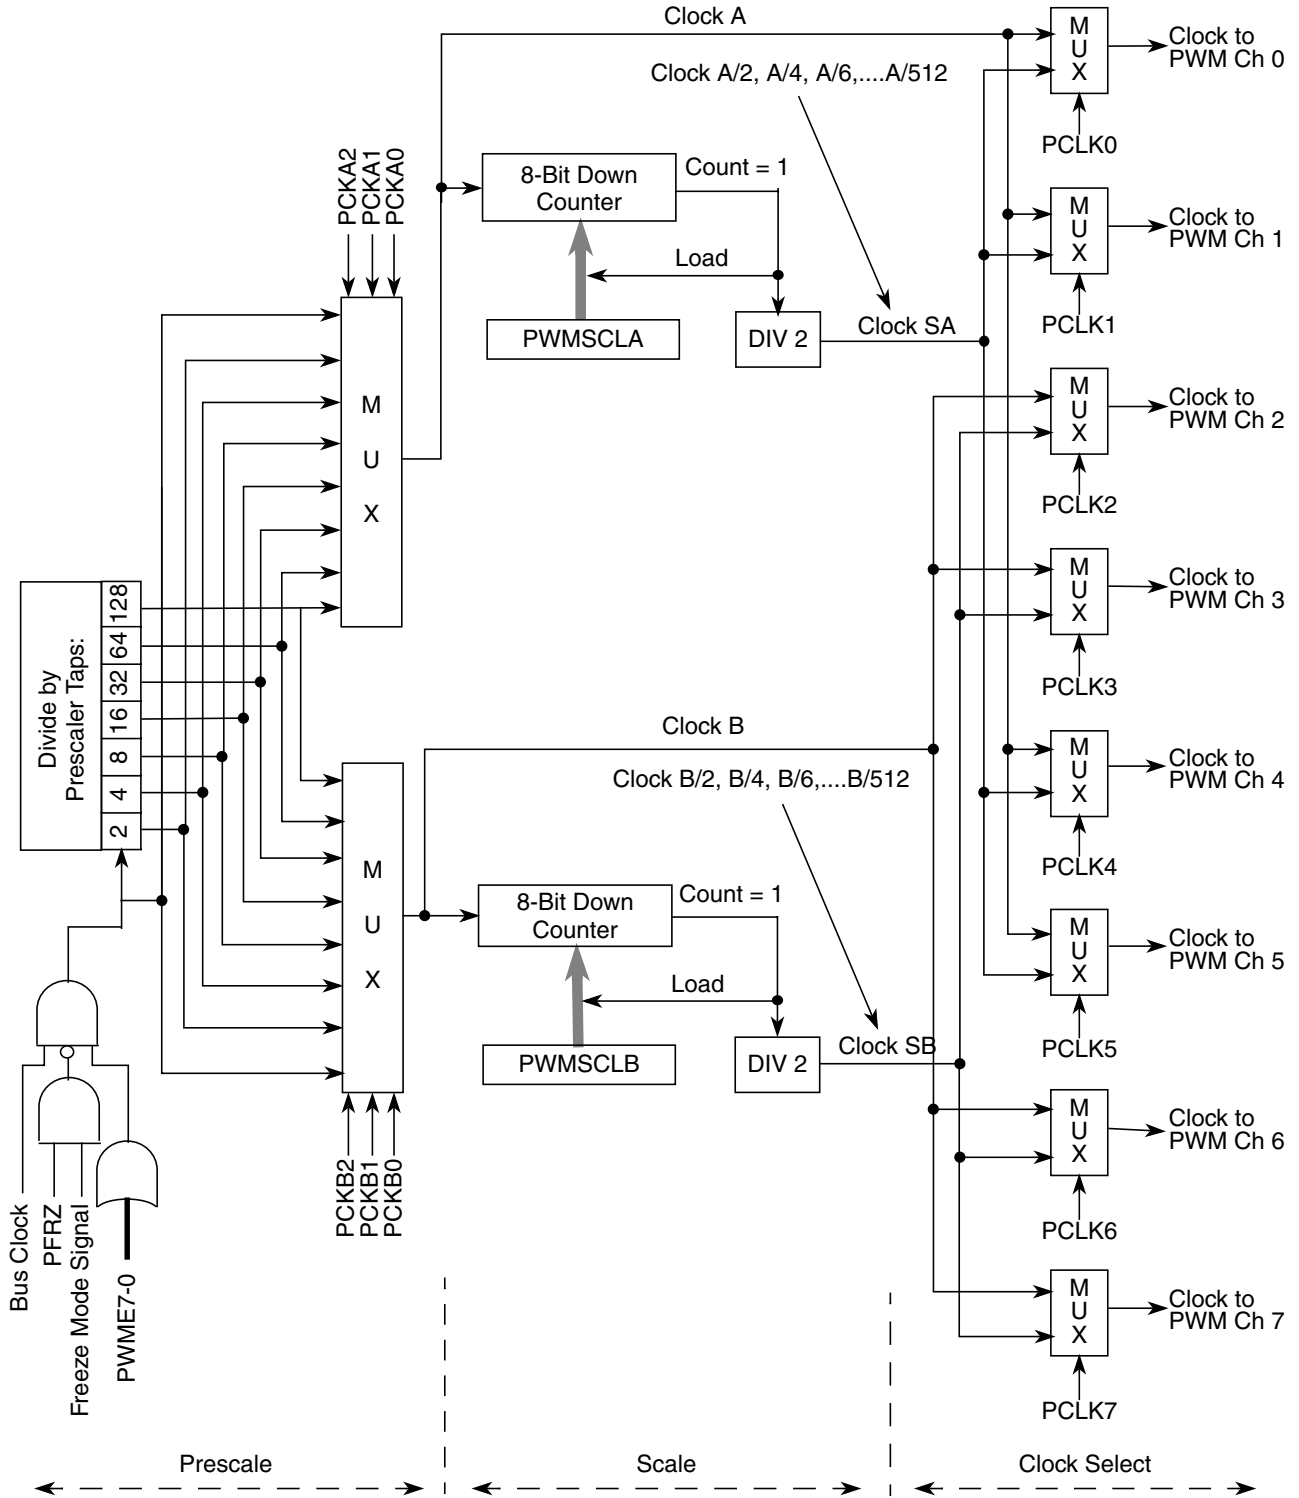 Clock A
Clock A/2, A/4, A/6,....A/512
M
U
X
Clock to
PWM Ch 0
PCLK0
PCKA2
PCKA1
PCKA0
8-Bit Down
Counter
Count = 1
Load
PWMSCLA
DIV 2
Clock SA
M
U
X
Clock to
PWM Ch 1
PCLK1
M
U
X
M
U
X
Clock to
PWM Ch 2
PCLK2
M
U
X
Clock to
PWM Ch 3
PCLK3
Divide by
Prescaler Taps:
128
64
32
16
8
4
2
Clock B
Clock B/2, B/4, B/6,....B/512
M
U
X
Clock to
PWM Ch 4
PCLK4
M
U
X
8-Bit Down
Counter
Count = 1
Load
PWMSCLB
DIV 2
Clock SB
M
U
X
Clock to
PWM Ch 5
PCLK5
PCKB2
PCKB1
PCKB0
M
U
X
Clock to
PWM Ch 6
PCLK6
Bus Clock
PFRZ
Freeze Mode Signal
PWME7-0
M
U
X
Clock to
PWM Ch 7
PCLK7
Prescale
Scale
Clock Select